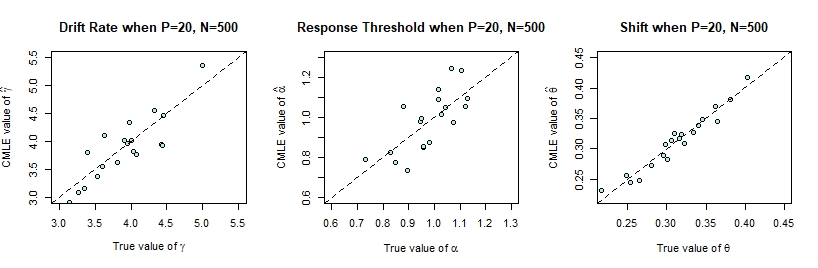 Drift Rate when P=20, N=500
CMLE value of γ̂
5.5
5.0
4.5
4.0
3.5
3.0
3.0 3.5 4.0 4.5 5.0 5.5
True value of γ
Response Threshold when P=20, N=500
CMLE value of α̂
1.2
1.0
0.8
0.6
0.6 0.7 0.8 0.9 1.0 1.1 1.2 1.3
True value of α
Shift when P=20, N=500
CMLE value of θ̂
0.45
0.35
0.25
0.25 0.30 0.35 0.40 0.45
True value of θ